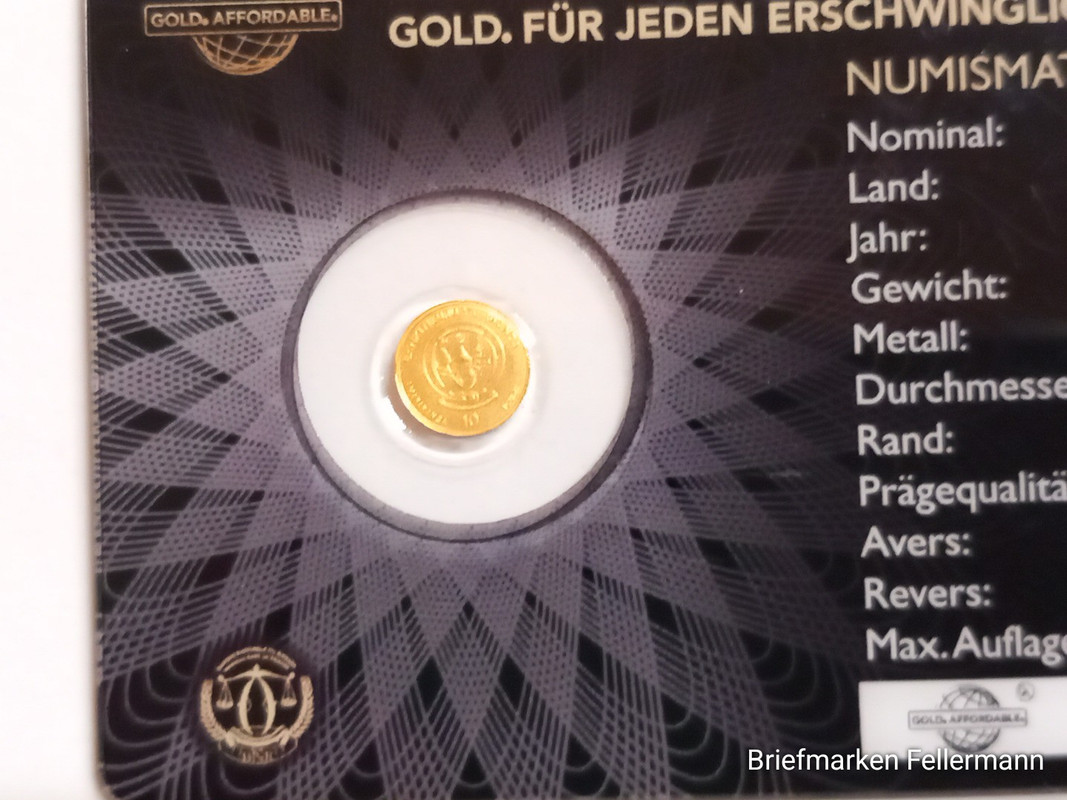 GOLD. AFFORDABLE.
GOLD. FÜR JEDEN ERSCHWINGLI
NUMISMAT
Nominal:
Land:
Jahr:
Gewicht:
Metall:
Durchmesse
Rand:
Prägequalitä
Avers:
Revers:
Max. Auflage
10
GOLD. AFFORDABLE.
Briefmarken Fellermann